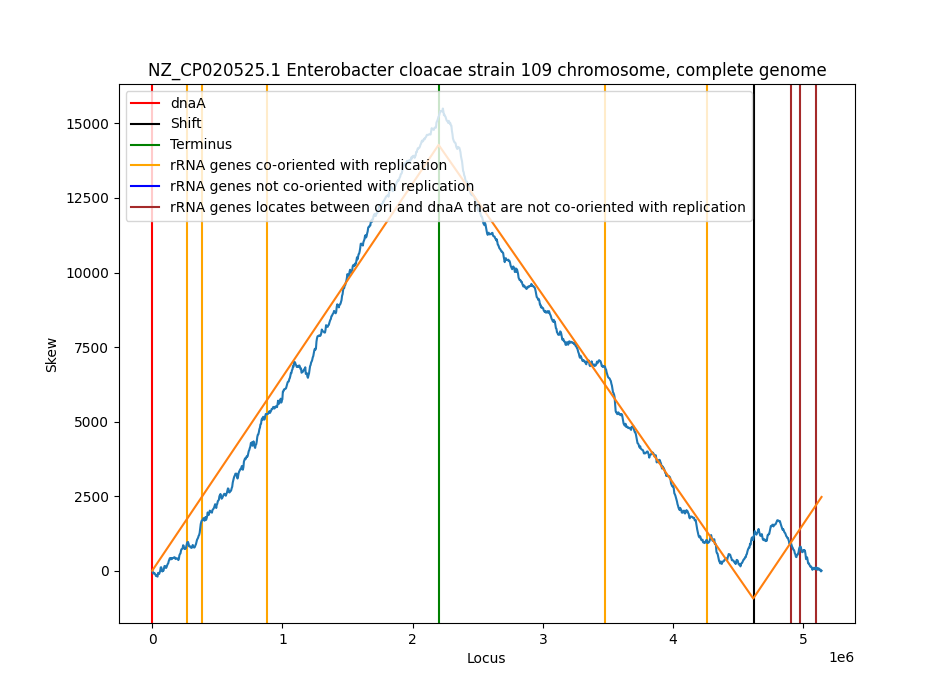 NZ_CP020525.1 Enterobacter cloacae strain 109 chromosome, complete genome
dnaA
Shift
Terminus
rRNA genes co-oriented with replication
rRNA genes not co-oriented with replication
rRNA genes locates between ori and dnaA that are not co-oriented with replication
15000
12500
10000
7500
5000
2500
0
Skew
0 1 2 3 4 5
1e6
Locus